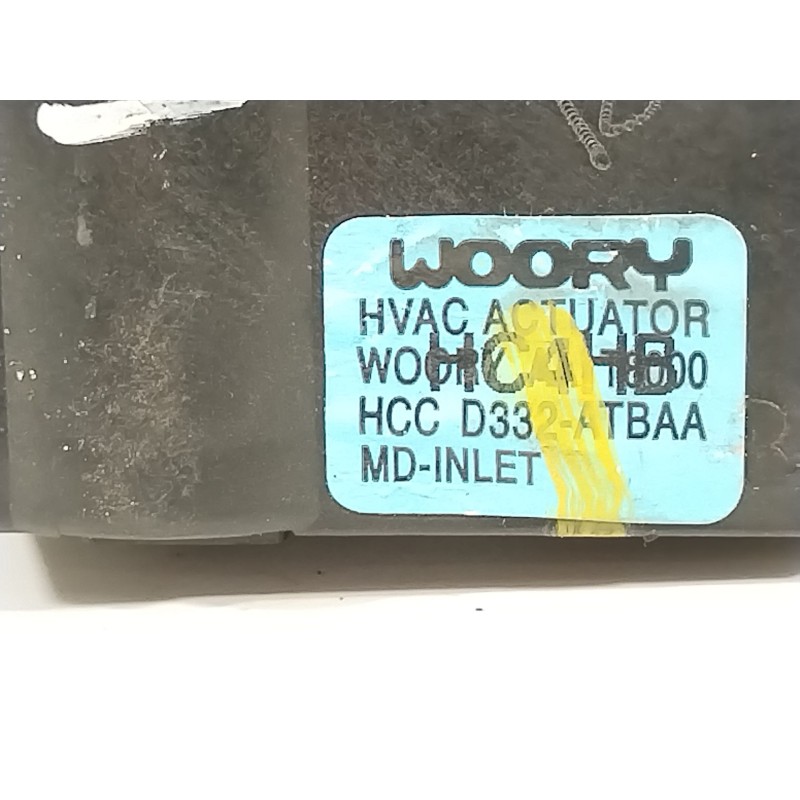 WOORY
HVAC ACTUATOR
HCC D332-ATBAA
MD-INLET